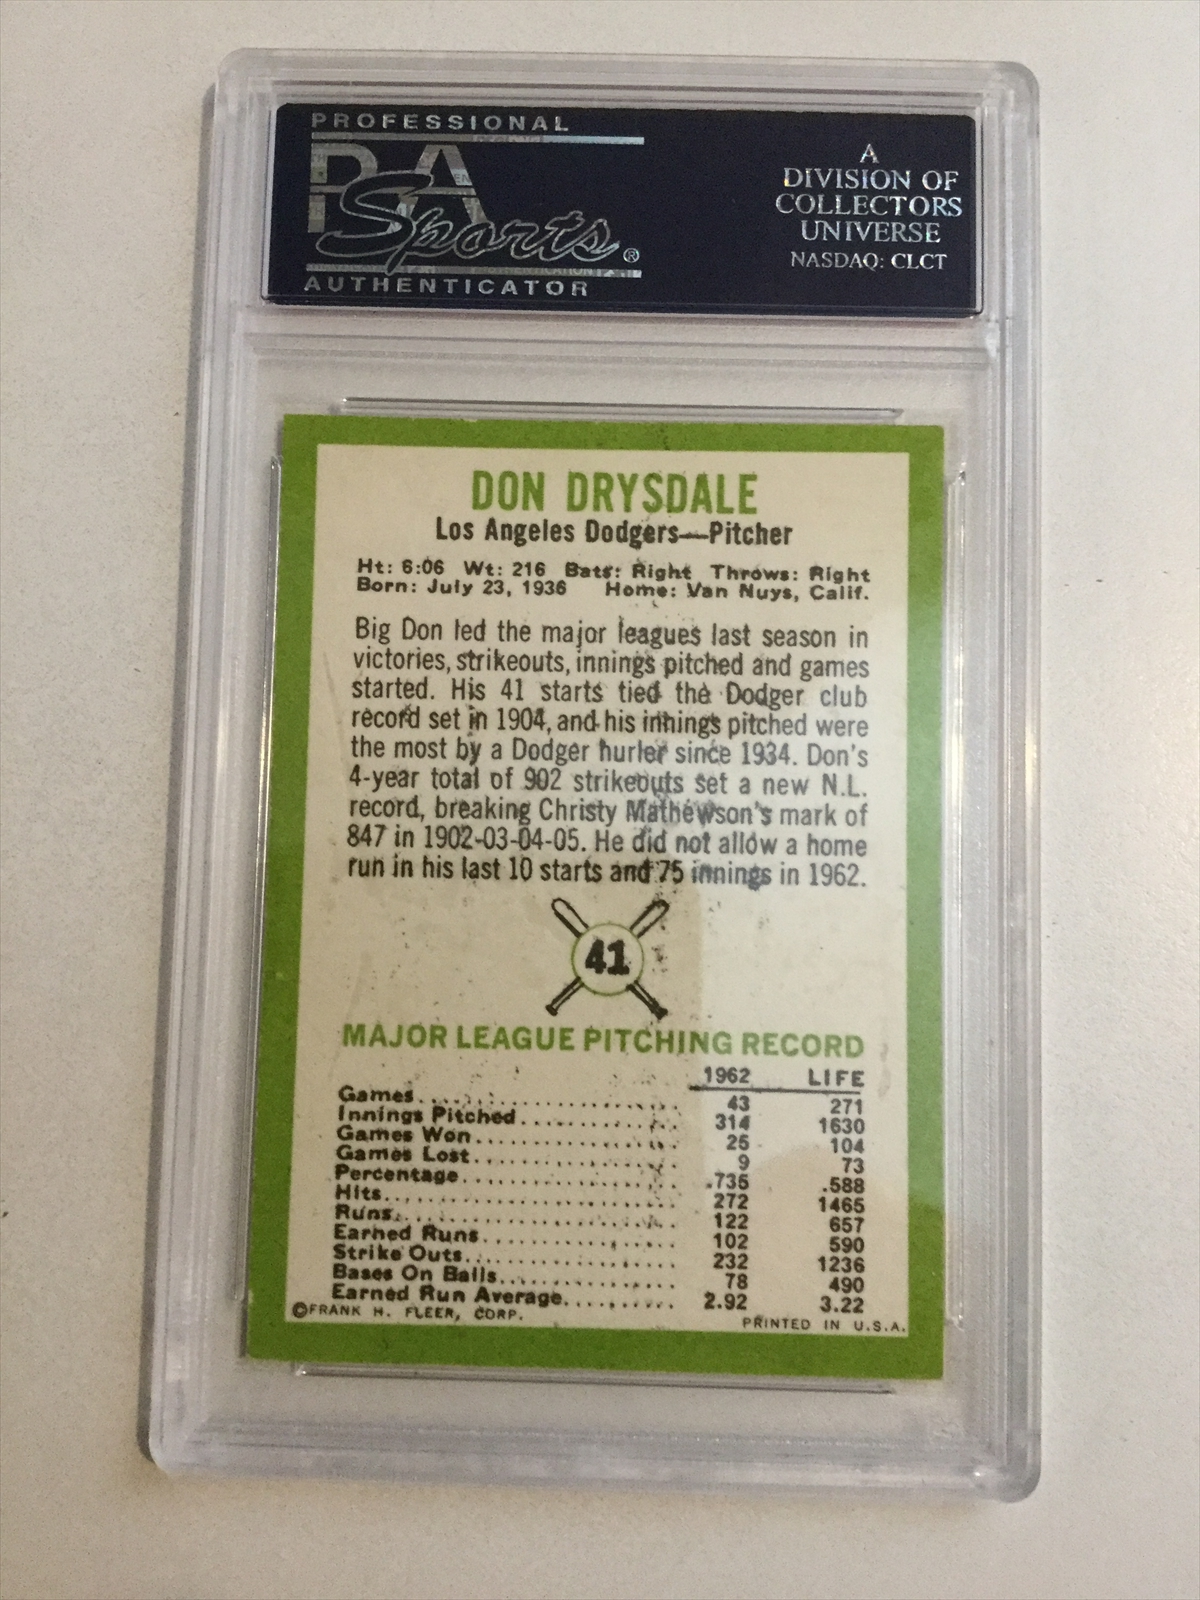 PROFESSIONAL
PSA
Sports®
AUTHENTICATOR
A
DIVISION OF
COLLECTORS
UNIVERSE
NASDAQ: CLCT
DON DRYSDALE
Los Angeles Dodgers—Pitcher
Ht: 6:06 Wt: 216 Bats: Right Throws: Right
Born: July 23, 1936 Home: Van Nuys, Calif.
Big Don led the major leagues last season in
victories, strikeouts, innings pitched and games
started. His 41 starts tied the Dodger club
record set in 1904, and his innings pitched were
the most by a Dodger hurler since 1934. Don's
4-year total of 902 strikeouts set a new N.L.
record, breaking Christy Mathewson's mark of
847 in 1902-03-04-05. He did not allow a home
run in his last 10 starts and 75 innings in 1962.
41
MAJOR LEAGUE PITCHING RECORD
1962 LIFE
Games 43 271
Innings Pitched 314 1630
Games Won 25 104
Games Lost 9 73
Percentage .735 .588
Hits 272 1465
Runs 122 657
Earned Runs 102 590
Strike Outs 232 1236
Bases On Balls 78 490
Earned Run Average 2.92 3.22
©FRANK H. FLEER, CORP.
PRINTED IN U.S.A.